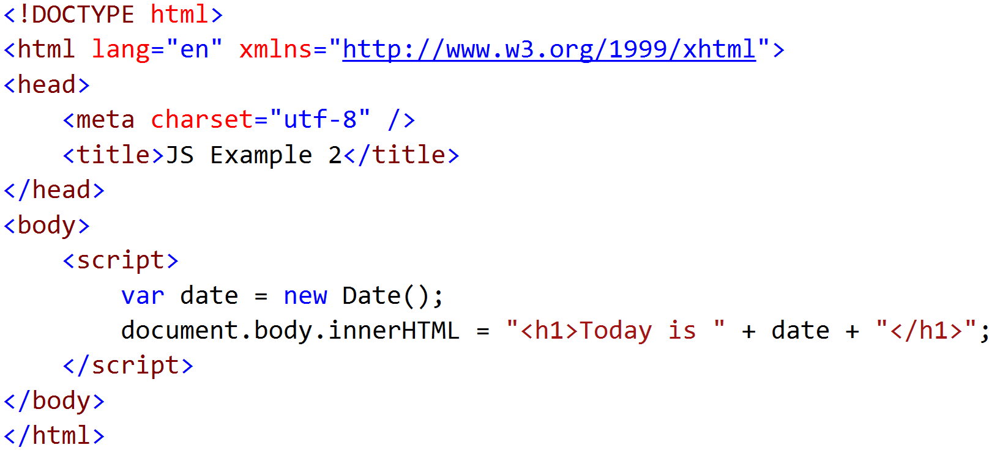 <!DOCTYPE html>
<html lang="en" xmlns="http://www.w3.org/1999/xhtml">
<head>
    <meta charset="utf-8" />
    <title>JS Example 2</title>
</head>
<body>
    <script>
        var date = new Date();
        document.body.innerHTML = "<h1>Today is " + date + "</h1>";
    </script>
</body>
</html>